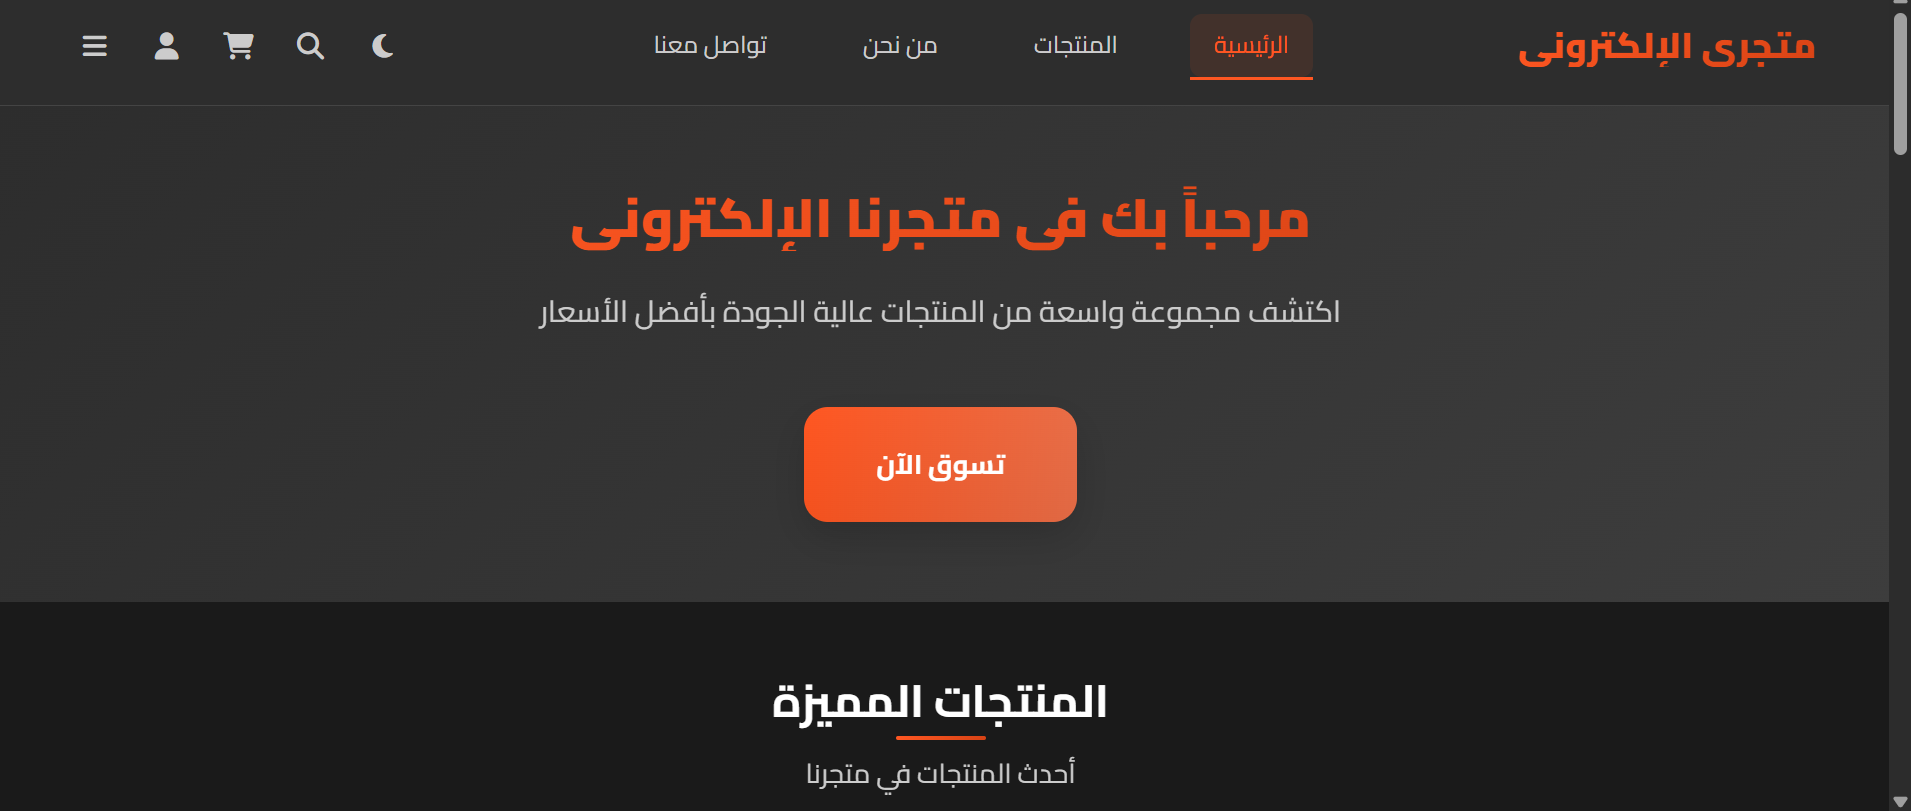 متجرى الإلكترونى
الرئيسية
المنتجات
من نحن
تواصل معنا
مرحباً بك فى متجرنا الإلكترونى
اكتشف مجموعة واسعة من المنتجات عالية الجودة بأفضل الأسعار
تسوق الآن
المنتجات المميزة
أحدث المنتجات في متجرنا